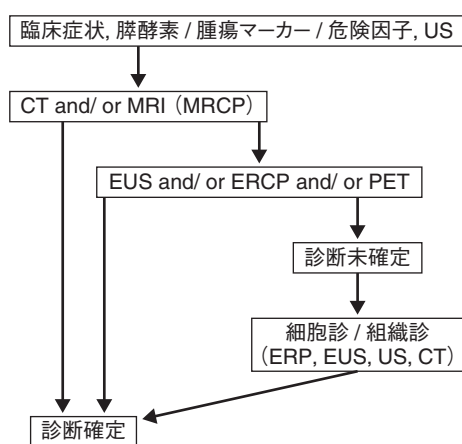 臨床症状, 膵酵素 / 腫瘍マーカー / 危険因子, US
CT and/ or MRI（MRCP）
EUS and/ or ERCP and/ or PET
診断未確定
細胞診 / 組織診
（ERP, EUS, US, CT）
診断確定